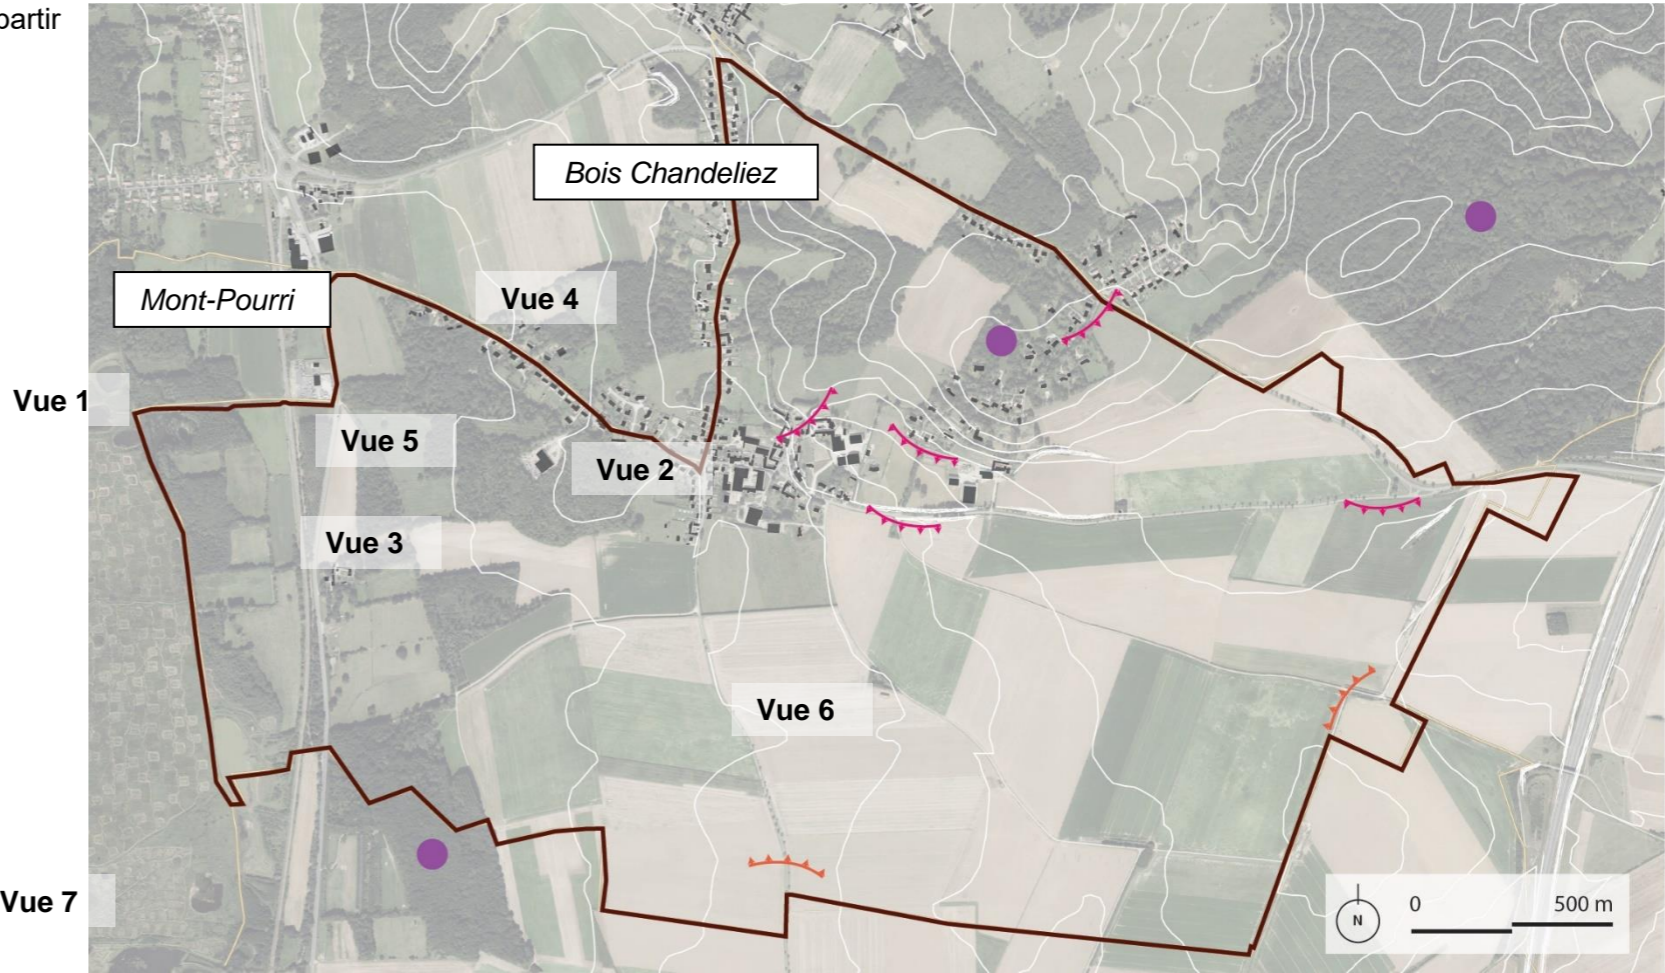 partir
Bois Chandeliez
Mont-Pourri
Vue 4
Vue 1
Vue 5
Vue 2
Vue 3
Vue 6
Vue 7
N
0 500 m